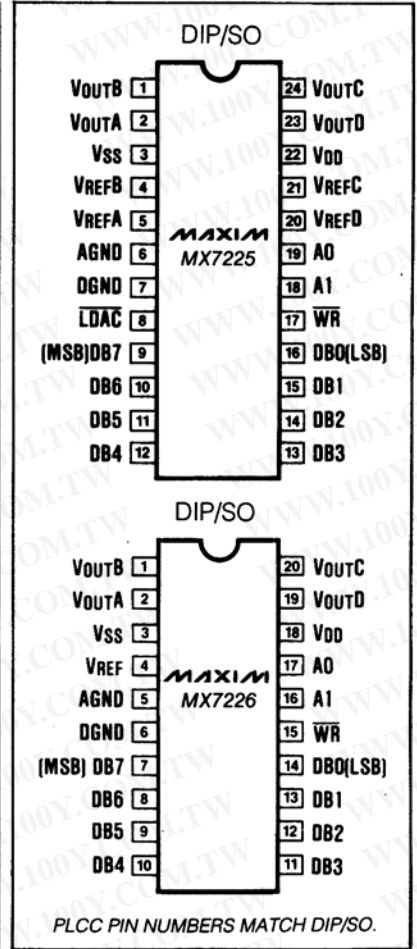 DIP/SO
VOUTB 1 24 VOUTC
VOUTA 2 23 VOUTD
VSS 3 22 VDD
VREFB 4 21 VREFC
VREFA 5 20 VREFD
MAXIM
AGND 6 19 A0
MX7225
DGND 7 18 A1
LDAC 8 17 WR
(MSB)DB7 9 16 DB0(LSB)
DB6 10 15 DB1
DB5 11 14 DB2
DB4 12 13 DB3
DIP/SO
VOUTB 1 20 VOUTC
VOUTA 2 19 VOUTD
VSS 3 18 VDD
VREF 4 17 A0
MAXIM
AGND 5 16 A1
MX7226
DGND 6 15 WR
(MSB) DB7 7 14 DB0(LSB)
DB6 8 13 DB1
DB5 9 12 DB2
DB4 10 11 DB3
PLCC PIN NUMBERS MATCH DIP/SO.
WWW.100Y.COM.TW